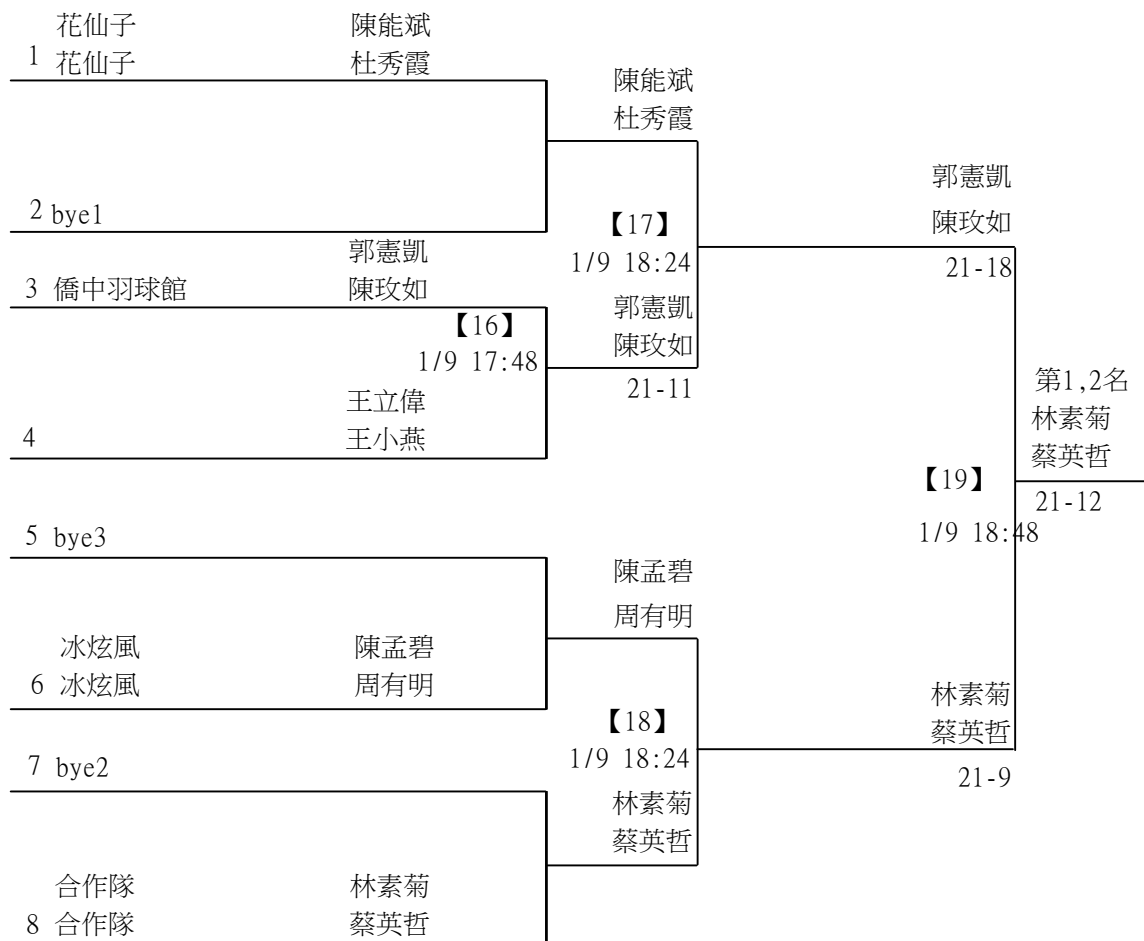 花仙子 陳能斌
1 花仙子 杜秀霞
陳能斌
杜秀霞
2 bye1
【17】
1/9 18:24
郭憲凱
陳玫如
21-18
郭憲凱
3 僑中羽球館 陳玫如
【16】
1/9 17:48
郭憲凱
陳玫如
21-11
王立偉
4 王小燕
第1,2名
林素菊
蔡英哲
21-12
【19】
1/9 18:48
5 bye3
陳孟碧
周有明
冰炫風 陳孟碧
6 冰炫風 周有明
【18】
1/9 18:24
林素菊
蔡英哲
21-9
7 bye2
林素菊
蔡英哲
合作隊 林素菊
8 合作隊 蔡英哲